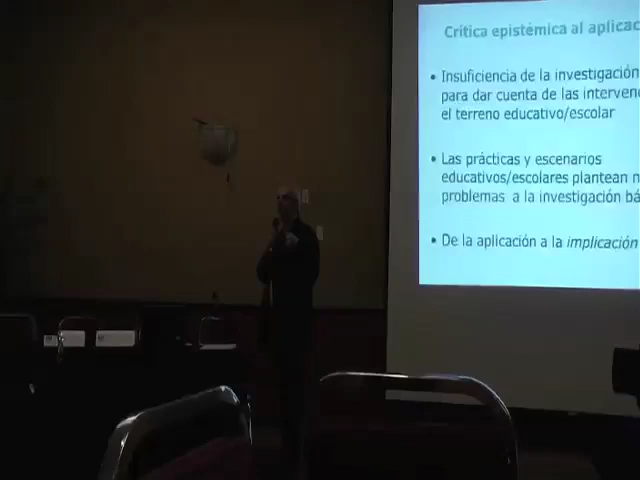 Crítica epistémica al aplicac
• Insuficiencia de la investigación
para dar cuenta de las interven
el terreno educativo/escolar
• Las prácticas y escenarios
educativos/escolares plantean n
problemas a la investigación bá
• De la aplicación a la implicación